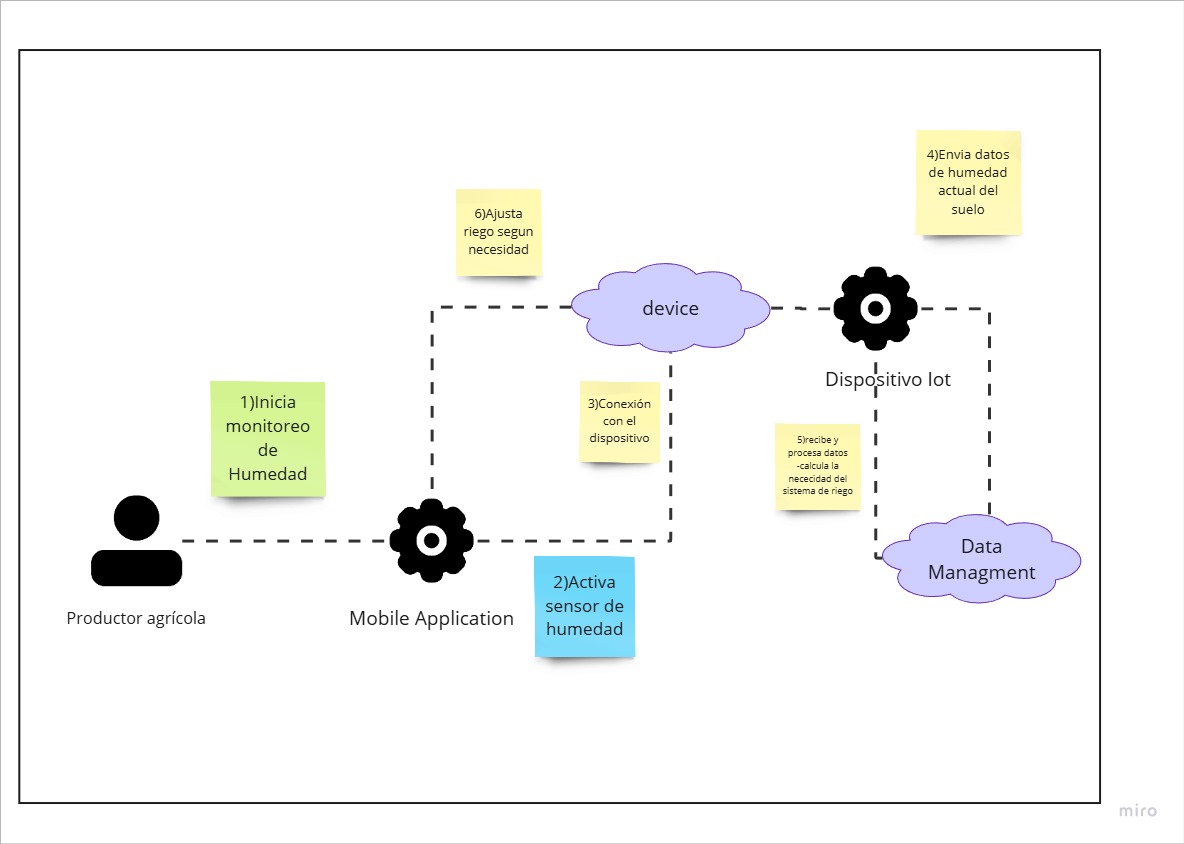 4)Envia datos
de humedad
actual del
suelo
6)Ajusta
riego segun
necesidad
device
Dispositivo Iot
1)Inicia
monitoreo
de
Humedad
3)Conexión
con el
dispositivo
5)recibe y
procesa datos
-calcula la
nececidad del
sistema de riego
Data
Managment
2)Activa
sensor de
humedad
Productor agrícola
Mobile Application
miro